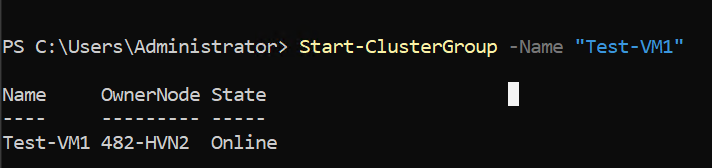 PS C:\Users\Administrator> Start-ClusterGroup -Name "Test-VM1"
Name OwnerNode State
---- --------- -----
Test-VM1 482-HVN2 Online